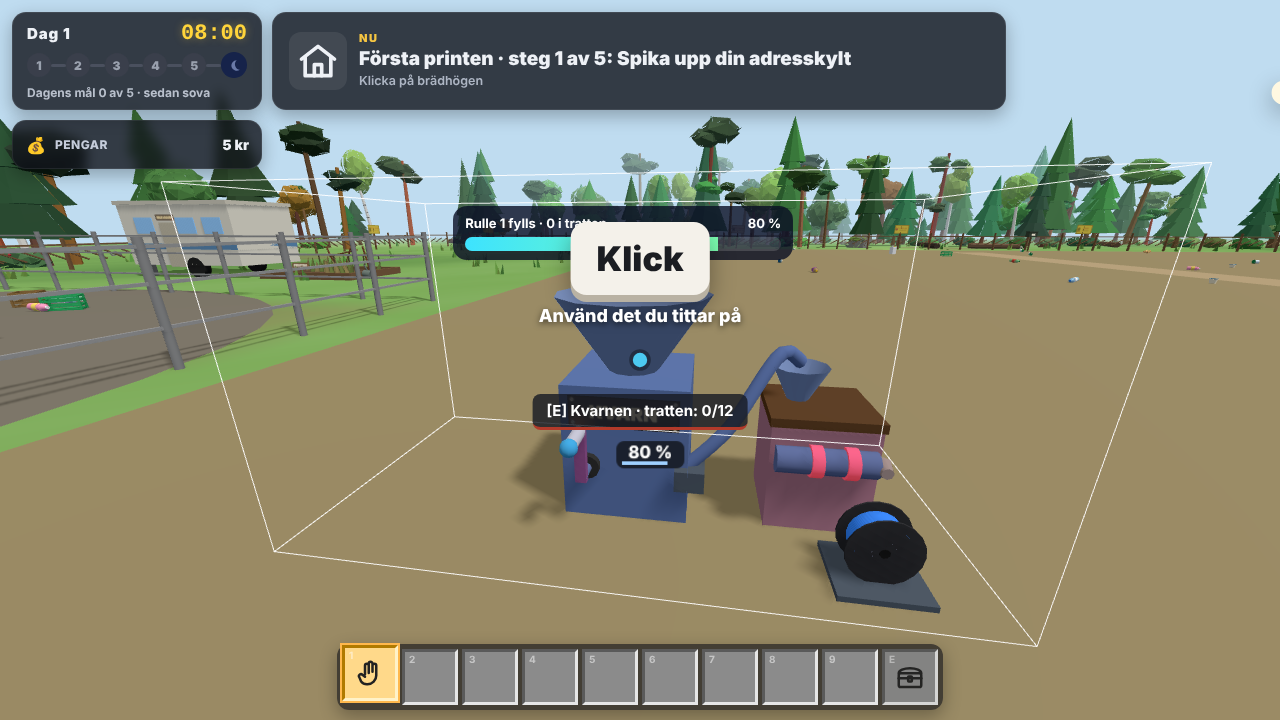 Dag 1
08:00
1
2
3
4
5
Dagens mål 0 av 5 · sedan sova
PENGAR
5 kr
NU
Första printen · steg 1 av 5: Spika upp din adresskylt
Klicka på brädhögen
Rulle 1 fylls · 0 i tratten
80 %
Klick
Använd det du tittar på
[E] Kvarnen · tratten: 0/12
80 %
1
2
3
4
5
6
7
8
9
E